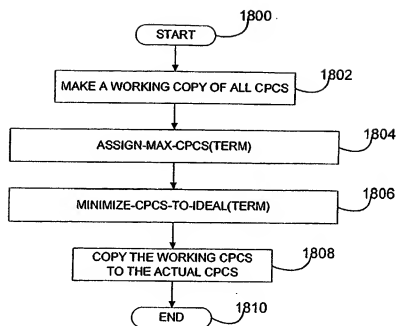 1800
START
1802
MAKE A WORKING COPY OF ALL CPCS
1804
ASSIGN-MAX-CPCS(TERM)
1806
MINIMIZE-CPCS-TO-IDEAL(TERM)
1808
COPY THE WORKING CPCS
TO THE ACTUAL CPCS
1810
END